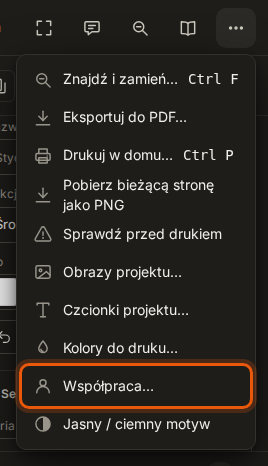 Znajdź i zamień... Ctrl F
Eksportuj do PDF...
Drukuj w domu... Ctrl P
Pobierz bieżącą stronę
jako PNG
Sprawdź przed drukiem
Obrazy projektu...
Czcionki projektu...
Kolory do druku...
Współpraca...
Jasny / ciemny motyw